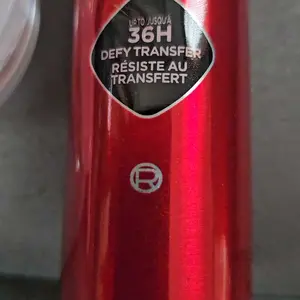 UP TO/JUSQU'À
36H
DEFY TRANSFER
RÉSISTE AU
TRANSFERT
R